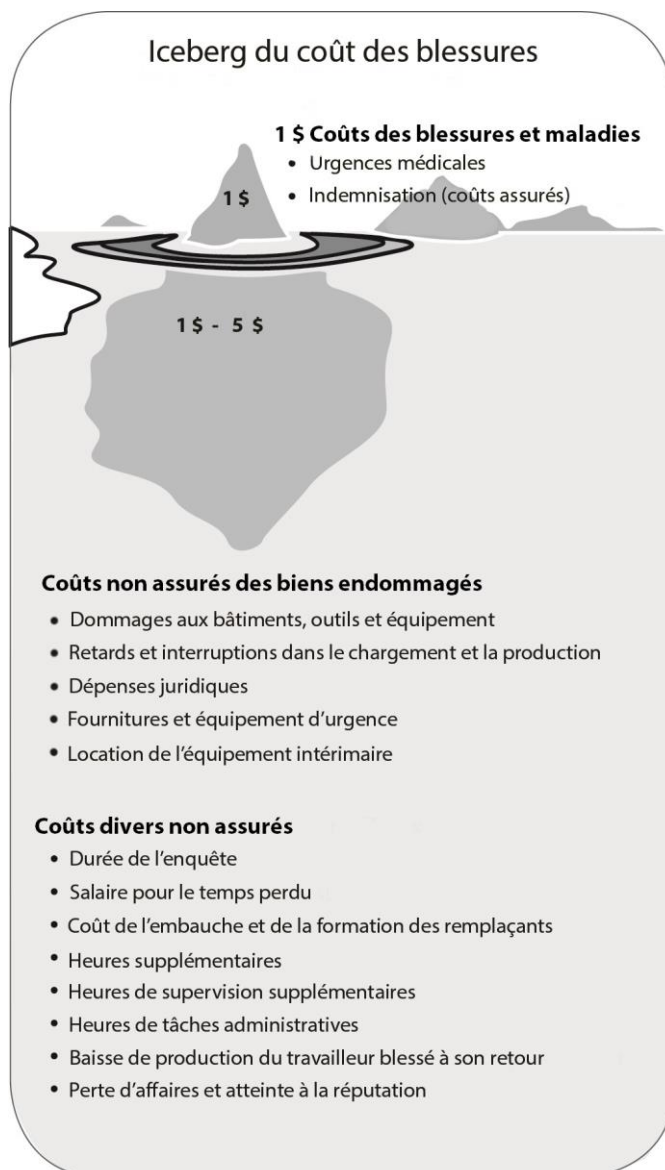 Iceberg du coût des blessures
1 $ Coûts des blessures et maladies
• Urgences médicales
• Indemnisation (coûts assurés)
1 $
1 $ - 5 $
Coûts non assurés des biens endommagés
• Dommages aux bâtiments, outils et équipement
• Retards et interruptions dans le chargement et la production
• Dépenses juridiques
• Fournitures et équipement d’urgence
• Location de l’équipement intérimaire
Coûts divers non assurés
• Durée de l’enquête
• Salaire pour le temps perdu
• Coût de l’embauche et de la formation des remplaçants
• Heures supplémentaires
• Heures de supervision supplémentaires
• Heures de tâches administratives
• Baisse de production du travailleur blessé à son retour
• Perte d’affaires et atteinte à la réputation